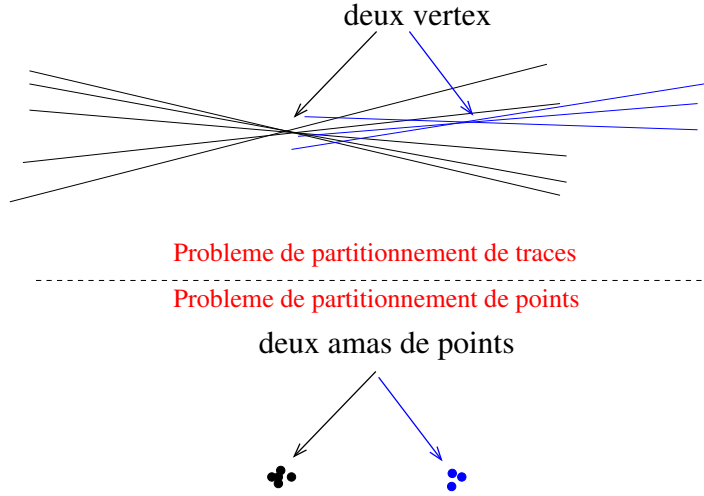 deux vertex
Probleme de partitionnement de traces
Probleme de partitionnement de points
deux amas de points